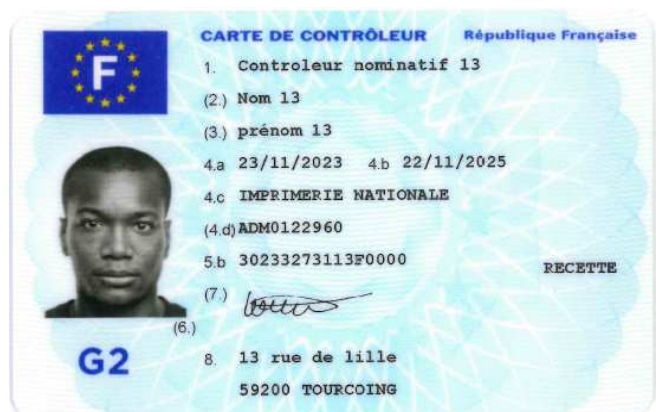 CARTE DE CONTRÔLEUR République Française
F
1. Controleur nominatif 13
(2.) Nom 13
(3.) prénom 13
4.a 23/11/2023 4.b 22/11/2025
4.c IMPRIMERIE NATIONALE
(4.d) ADM0122960
5.b 30233273113F0000
RECETTE
(7.)
(6.)
G2
8. 13 rue de lille
59200 TOURCOING